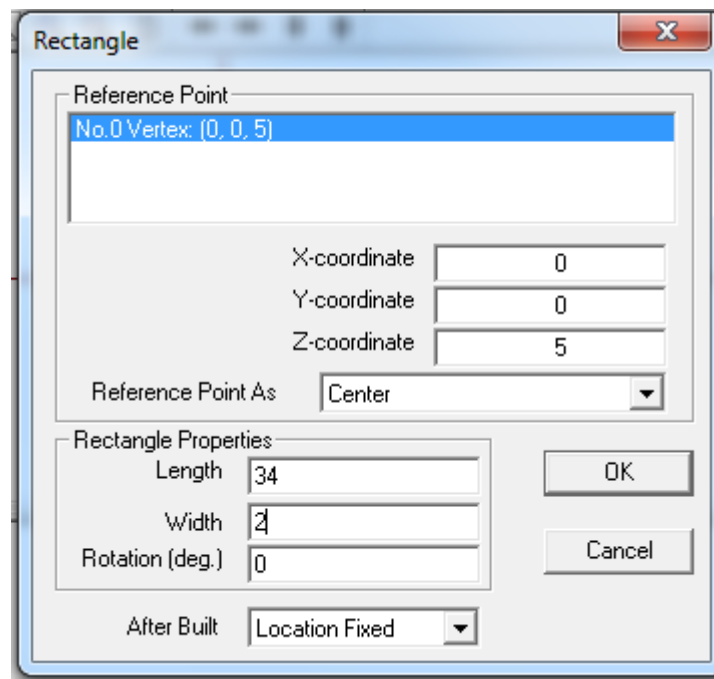 Rectangle
Reference Point
No.0 Vertex: (0, 0, 5)
X-coordinate 0
Y-coordinate 0
Z-coordinate 5
Reference Point As Center
Rectangle Properties
Length 34
OK
Width 2
Rotation (deg.) 0
Cancel
After Built Location Fixed